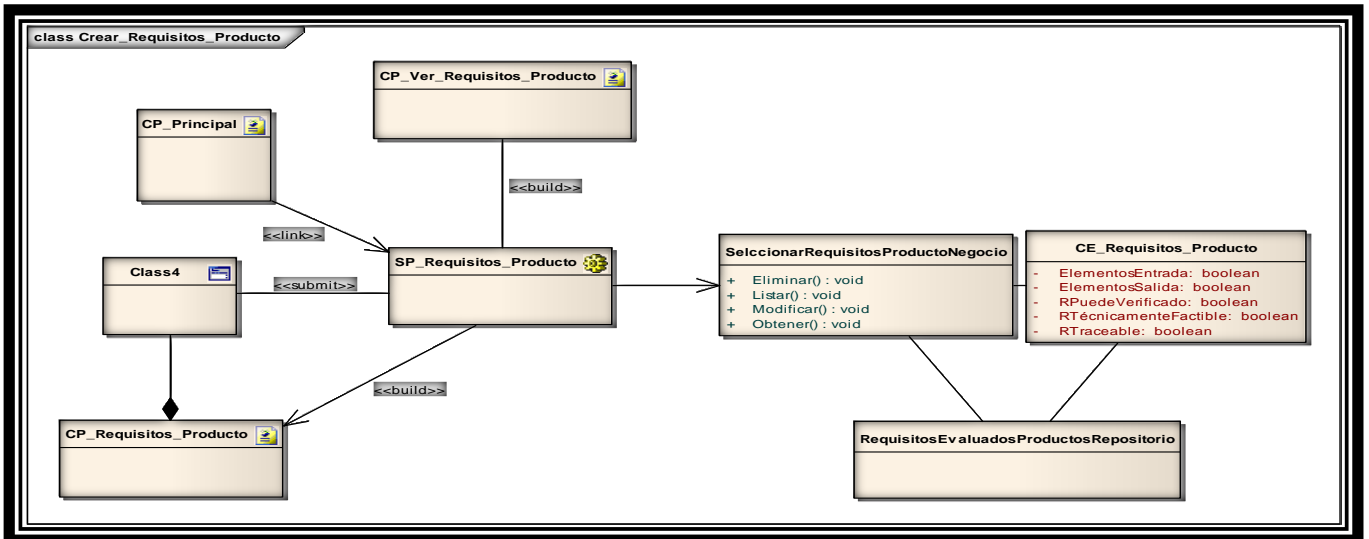 class Crear_Requisitos_Producto
CP_Ver_Requisitos_Producto
CP_Principal
<<build>>
<<link>>
SP_Requisitos_Producto
Class4
<<submit>>
SelccionarRequisitosProductoNegocio
+ Eliminar() : void
+ Listar() : void
+ Modificar() : void
+ Obtener() : void
CE_Requisitos_Producto
- ElementosEntrada: boolean
- ElementosSalida: boolean
- RPuedeVerificado: boolean
- RTécnicamenteFactible: boolean
- RTraceable: boolean
<<build>>
CP_Requisitos_Producto
RequisitosEvaluadosProductosRepositorio